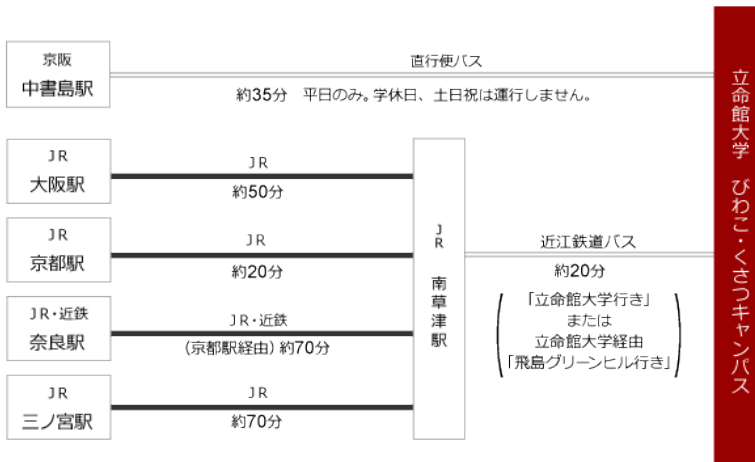 京阪
中書島駅
直行便バス
約35分 平日のみ。学休日、土日祝は運行しません。
JR
大阪駅
JR
約50分
JR
京都駅
JR
約20分
JR・近鉄
奈良駅
JR・近鉄
(京都駅経由) 約70分
JR
三ノ宮駅
JR
約70分
JR 南草津駅
近江鉄道バス
約20分
「立命館大学行き」
または
立命館大学経由
「飛島グリーンヒル行き」
立命館大学 びわこ・くさつキャンパス